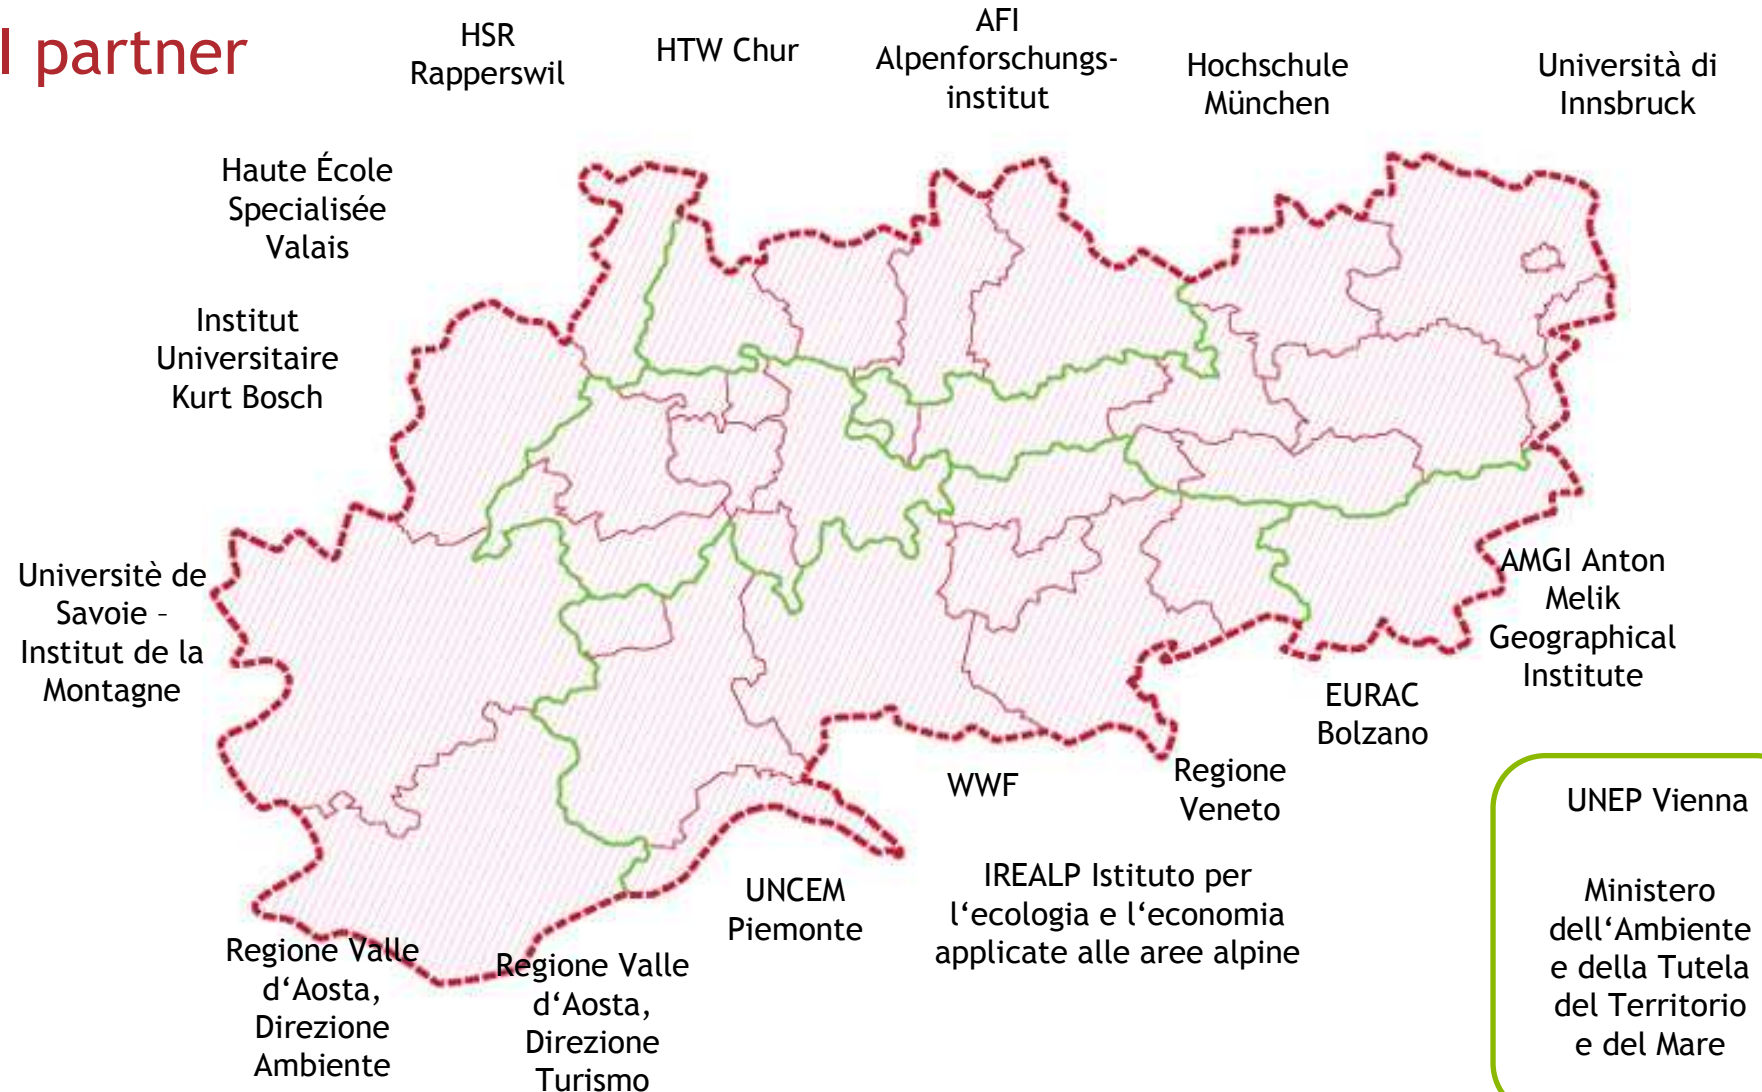 I partner
HSR
Rapperswil
HTW Chur
AFI
Alpenforschungs-
institut
Hochschule
München
Università di
Innsbruck
Haute École
Specialisée
Valais
Institut
Universitaire
Kurt Bosch
Universitè de
Savoie –
Institut de la
Montagne
AMGI Anton
Melik
Geographical
Institute
EURAC
Bolzano
Regione
Veneto
WWF
IREALP Istituto per
l‘ecologia e l‘economia
applicate alle aree alpine
UNCEM
Piemonte
Regione Valle
d‘Aosta,
Direzione
Turismo
Regione Valle
d‘Aosta,
Direzione
Ambiente
UNEP Vienna
Ministero
dell‘Ambiente
e della Tutela
del Territorio
e del Mare